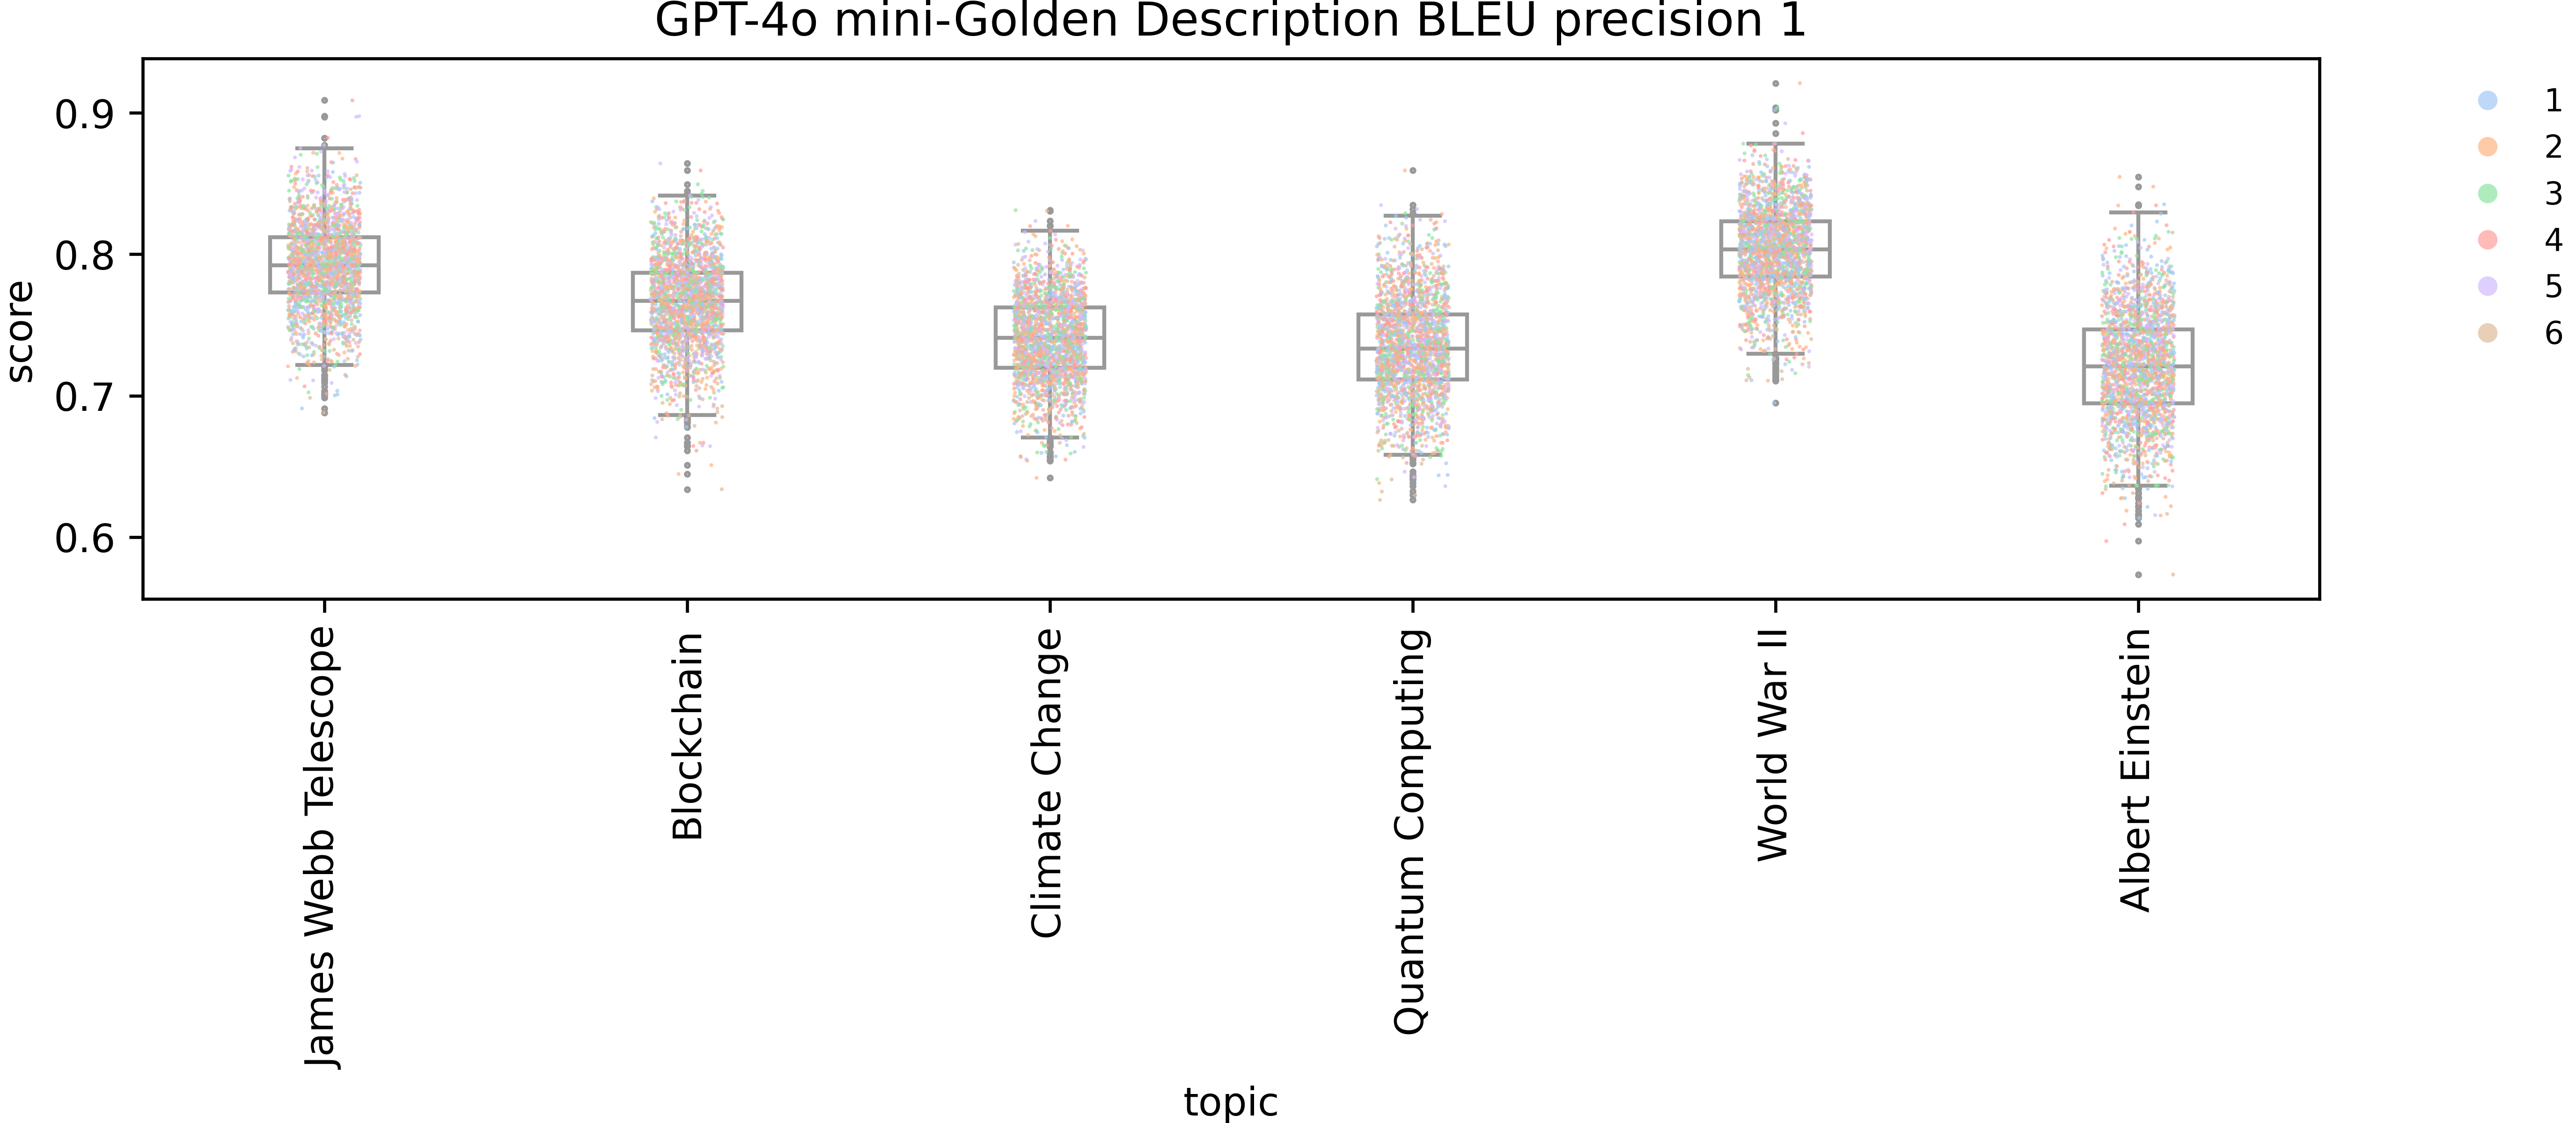 GPT-4o mini-Golden Description BLEU precision 1
score
0.9
0.8
0.7
0.6
James Webb Telescope
Blockchain
Climate Change
Quantum Computing
World War II
Albert Einstein
topic
1
2
3
4
5
6